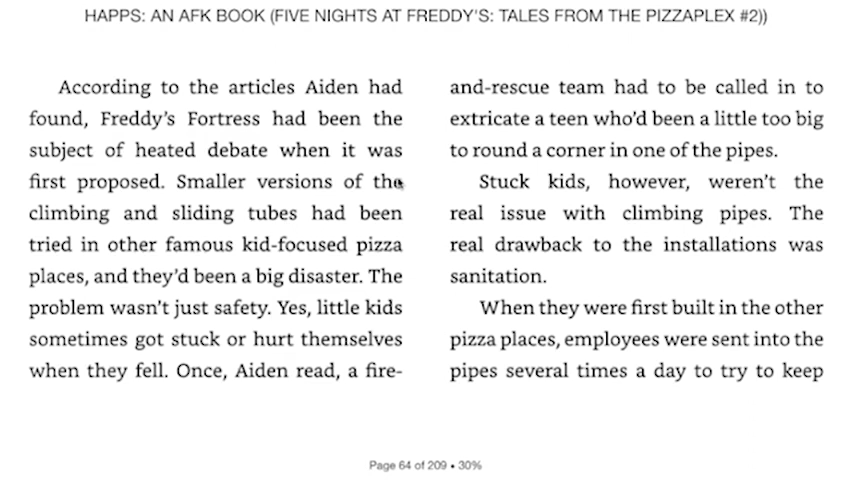 HAPPS: AN AFK BOOK (FIVE NIGHTS AT FREDDY'S: TALES FROM THE PIZZAPLEX #2))
According to the articles Aiden had
found, Freddy's Fortress had been the
subject of heated debate when it was
first proposed. Smaller versions of the
climbing and sliding tubes had been
tried in other famous kid-focused pizza
places, and they'd been a big disaster. The
problem wasn't just safety. Yes, little kids
sometimes got stuck or hurt themselves
when they fell. Once, Aiden read, a fire-
and-rescue team had to be called in to
extricate a teen who'd been a little too big
to round a corner in one of the pipes.
Stuck kids, however, weren't the
real issue with climbing pipes. The
real drawback to the installations was
sanitation.
When they were first built in the other
pizza places, employees were sent into the
pipes several times a day to try to keep
Page 64 of 209 • 30%